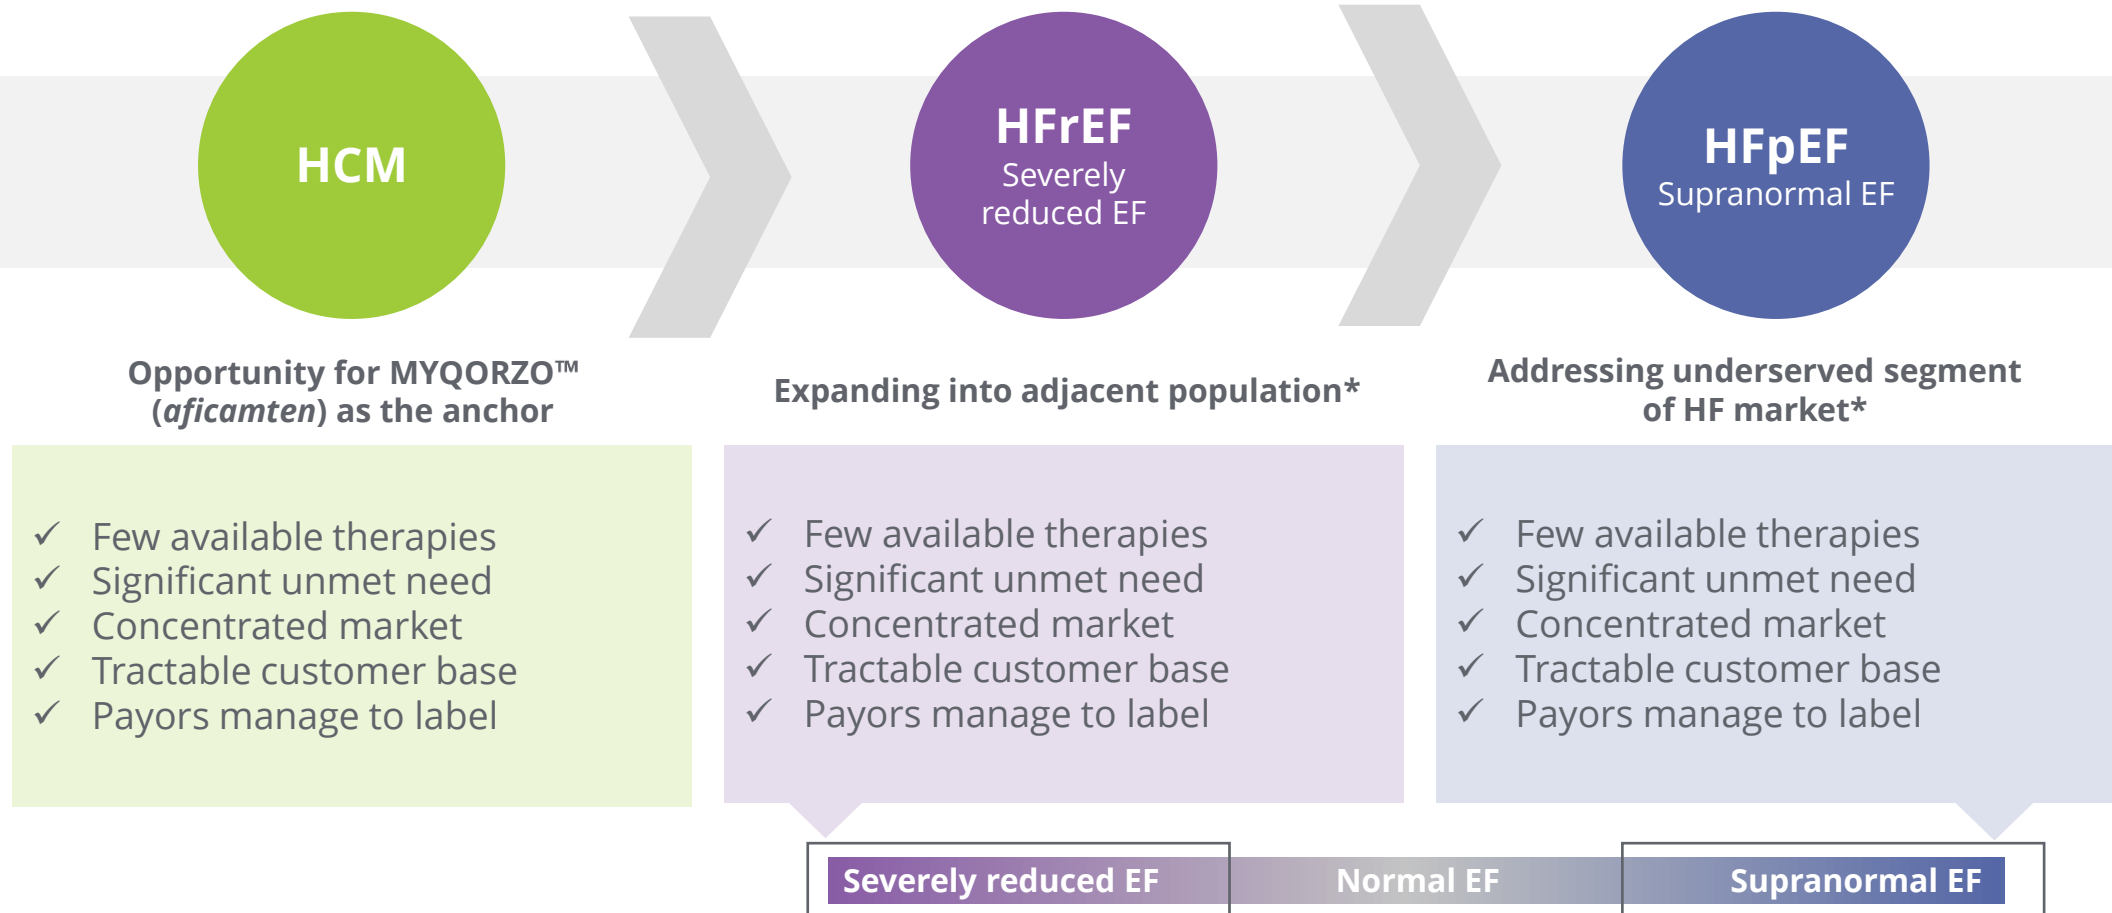 HCM
HFrEF
Severely
reduced EF
HFpEF
Supranormal EF
Opportunity for MYQORZO™
(aficamten) as the anchor
Expanding into adjacent population*
Addressing underserved segment
of HF market*
✓ Few available therapies
✓ Significant unmet need
✓ Concentrated market
✓ Tractable customer base
✓ Payors manage to label
✓ Few available therapies
✓ Significant unmet need
✓ Concentrated market
✓ Tractable customer base
✓ Payors manage to label
✓ Few available therapies
✓ Significant unmet need
✓ Concentrated market
✓ Tractable customer base
✓ Payors manage to label
Severely reduced EF
Normal EF
Supranormal EF